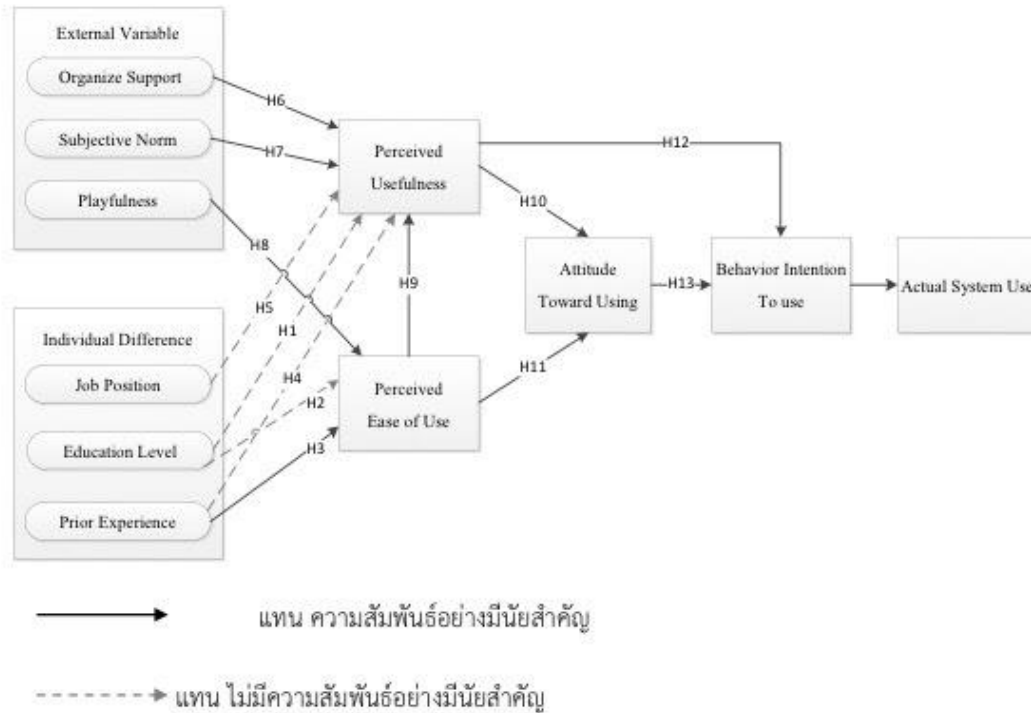 External Variable
Organize Support
Subjective Norm
Playfulness
Individual Difference
Job Position
Education Level
Prior Experience
H6
H7
H8
H5
H1
H4
H2
H3
Perceived
Usefulness
H9
Perceived
Ease of Use
H12
H10
H11
Attitude
Toward Using
H13
Behavior Intention
To use
Actual System Use
แทน ความสัมพันธ์อย่างมีนัยสำคัญ
แทน ไม่มีความสัมพันธ์อย่างมีนัยสำคัญ